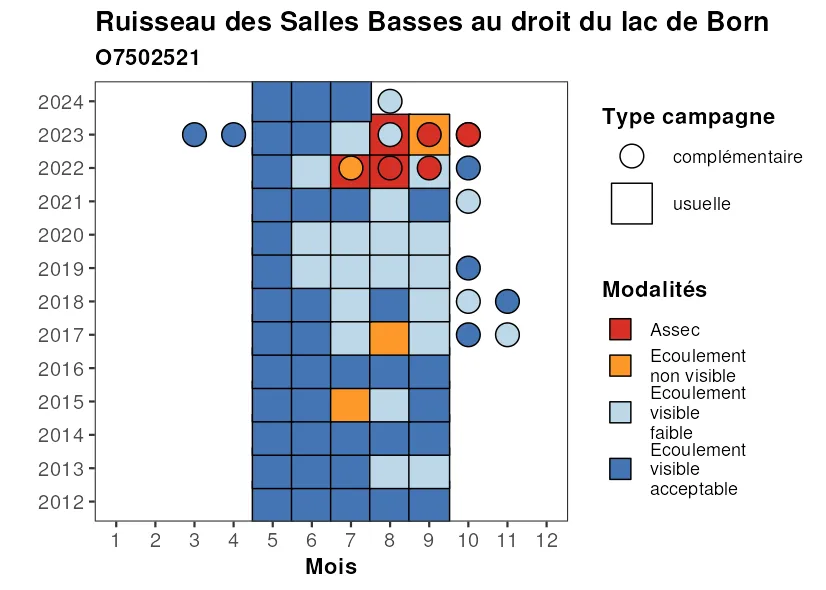 Ruisseau des Salles Basses au droit du lac de Born
O7502521
2024
2023
2022
2021
2020
2019
2018
2017
2016
2015
2014
2013
2012
1 2 3 4 5 6 7 8 9 10 11 12
Mois
Type campagne
complémentaire
usuelle
Modalités
Assec
Ecoulement
non visible
Ecoulement
visible
faible
Ecoulement
visible
acceptable